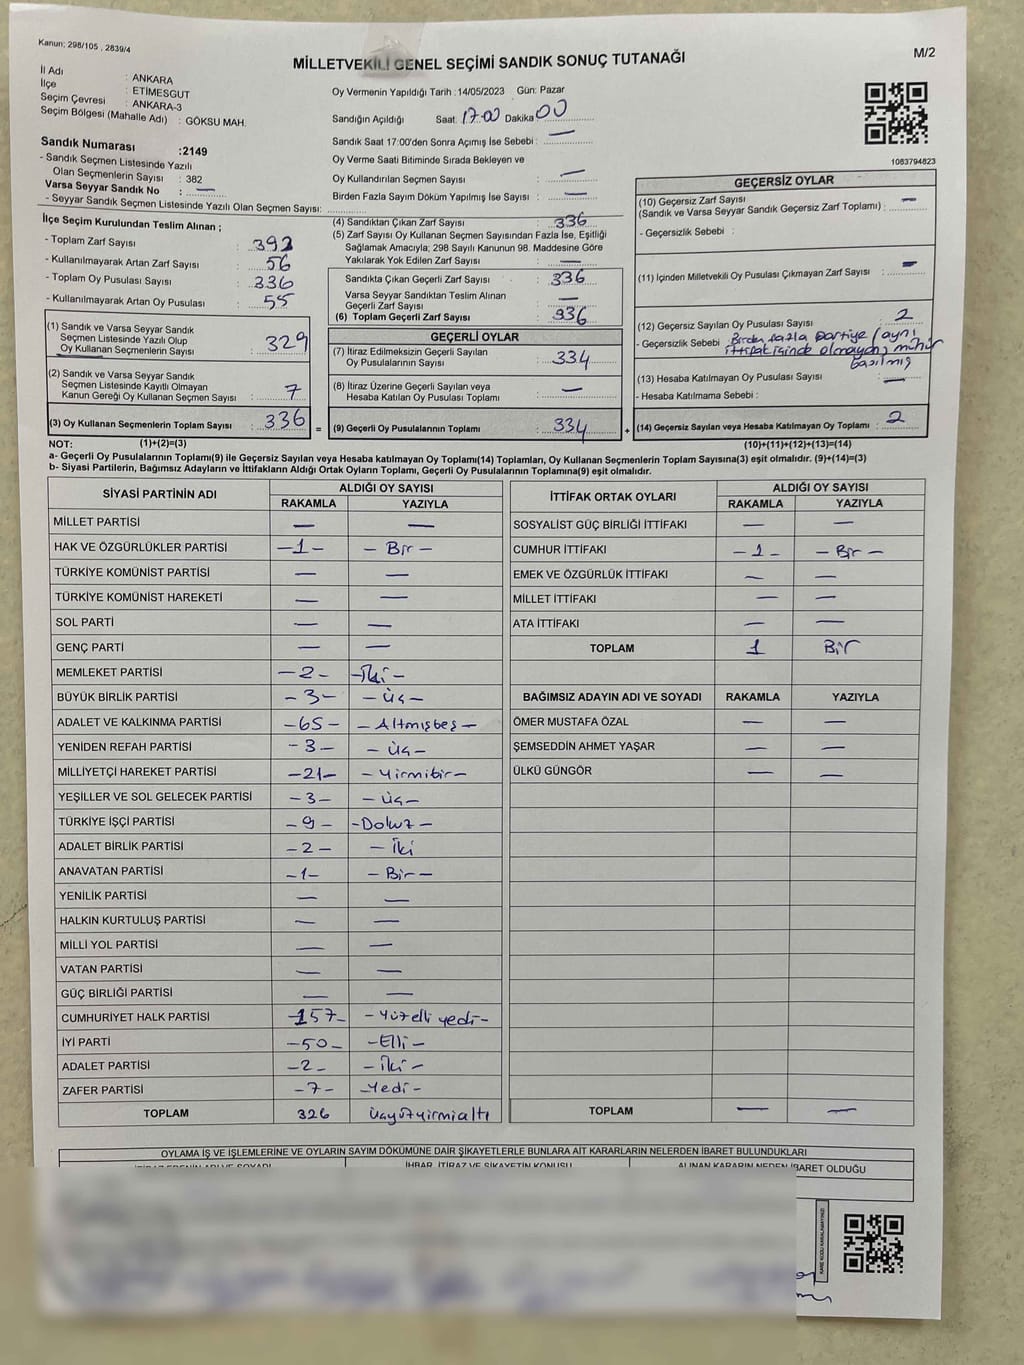 Kanun; 298/105 , 2839/4
M/2
MİLLETVEKİLİ GENEL SEÇİMİ SANDIK SONUÇ TUTANAĞI
İl Adı : ANKARA
İlçe : ETİMESGUT
Seçim Çevresi : ANKARA-3
Seçim Bölgesi (Mahalle Adı) : GÖKSU MAH.
Sandık Numarası :2149
- Sandık Seçmen Listesinde Yazılı
Olan Seçmenlerin Sayısı : 382
Varsa Seyyar Sandık No : —
- Seyyar Sandık Seçmen Listesinde Yazılı Olan Seçmen Sayısı:
Oy Vermenin Yapıldığı Tarih :14/05/2023 Gün: Pazar
Sandığın Açıldığı Saat 17:00 Dakika 00
Sandık Saat 17:00'den Sonra Açımış İse Sebebi : —
Oy Verme Saati Bitiminde Sırada Bekleyen ve
Oy Kullandırılan Seçmen Sayısı : —
Birden Fazla Sayım Döküm Yapılmış İse Sayısı : —
1083794823
İlçe Seçim Kurulundan Teslim Alınan ;
- Toplam Zarf Sayısı : 392
- Kullanılmayarak Artan Zarf Sayısı : 56
- Toplam Oy Pusulası Sayısı : 336
- Kullanılmayarak Artan Oy Pusulası : 55
(1) Sandık ve Varsa Seyyar Sandık
Seçmen Listesinde Yazılı Olup
Oy Kullanan Seçmenlerin Sayısı : 329
(2) Sandık ve Varsa Seyyar Sandık
Seçmen Listesinde Kayıtlı Olmayan
Kanun Gereği Oy Kullanan Seçmen Sayısı : 7
(3) Oy Kullanan Seçmenlerin Toplam Sayısı : 336 =
(4) Sandıktan Çıkan Zarf Sayısı : 336
(5) Zarf Sayısı Oy Kullanan Seçmen Sayısından Fazla İse, Eşitliği
Sağlamak Amacıyla; 298 Sayılı Kanunun 98. Maddesine Göre
Yakılarak Yok Edilen Zarf Sayısı : —
Sandıkta Çıkan Geçerli Zarf Sayısı : 336
Varsa Seyyar Sandıktan Teslim Alınan
Geçerli Zarf Sayısı : —
(6) Toplam Geçerli Zarf Sayısı : 336
GEÇERLİ OYLAR
(7) İtiraz Edilmeksizin Geçerli Sayılan
Oy Pusulalarının Sayısı : 334
(8) İtiraz Üzerine Geçerli Sayılan veya
Hesaba Katılan Oy Pusulası Toplamı : —
(9) Geçerli Oy Pusulalarının Toplamı : 334 +
GEÇERSİZ OYLAR
(10) Geçersiz Zarf Sayısı
(Sandık ve Varsa Seyyar Sandık Geçersiz Zarf Toplamı) : —
- Geçersizlik Sebebi :
(11) İçinden Milletvekili Oy Pusulası Çıkmayan Zarf Sayısı : —
(12) Geçersiz Sayılan Oy Pusulası Sayısı : 2
- Geçersizlik Sebebi Birden fazla partiye (aynı
ittifak içinde olmayan) mühür
basılmış
(13) Hesaba Katılmayan Oy Pusulası Sayısı : —
- Hesaba Katılmama Sebebi :
(14) Geçersiz Sayılan veya Hesaba Katılmayan Oy Toplamı : 2
NOT: (1)+(2)=(3) (10)+(11)+(12)+(13)=(14)
a- Geçerli Oy Pusulalarının Toplamı(9) ile Geçersiz Sayılan veya Hesaba katılmayan Oy Toplamı(14) Toplamları, Oy Kullanan Seçmenlerin Toplam Sayısına(3) eşit olmalıdır. (9)+(14)=(3)
b- Siyasi Partilerin, Bağımsız Adayların ve İttifakların Aldığı Ortak Oyların Toplamı, Geçerli Oy Pusulalarının Toplamına(9) eşit olmalıdır.
SİYASİ PARTİNİN ADI ALDIĞI OY SAYISI
RAKAMLA YAZIYLA
MİLLET PARTİSİ — —
HAK VE ÖZGÜRLÜKLER PARTİSİ -1- - Bir -
TÜRKİYE KOMÜNİST PARTİSİ — —
TÜRKİYE KOMÜNİST HAREKETİ — —
SOL PARTİ — —
GENÇ PARTİ — —
MEMLEKET PARTİSİ -2- -İki-
BÜYÜK BİRLİK PARTİSİ -3- - Üç -
ADALET VE KALKINMA PARTİSİ -65- - Altmışbeş -
YENİDEN REFAH PARTİSİ -3- - Üç -
MİLLİYETÇİ HAREKET PARTİSİ -21- - Yirmibir -
YEŞİLLER VE SOL GELECEK PARTİSİ -3- - Üç -
TÜRKİYE İŞÇİ PARTİSİ -9- -Dokuz -
ADALET BİRLİK PARTİSİ -2- - İki
ANAVATAN PARTİSİ -1- - Bir -
YENİLİK PARTİSİ — —
HALKIN KURTULUŞ PARTİSİ — —
MİLLİ YOL PARTİSİ — —
VATAN PARTİSİ — —
GÜÇ BİRLİĞİ PARTİSİ — —
CUMHURİYET HALK PARTİSİ -157- - Yüzelli yedi -
İYİ PARTİ -50- -Elli -
ADALET PARTİSİ -2- - İki -
ZAFER PARTİSİ -7- -Yedi -
TOPLAM 326 üçyüzyirmialtı
İTTİFAK ORTAK OYLARI ALDIĞI OY SAYISI
RAKAMLA YAZIYLA
SOSYALİST GÜÇ BİRLİĞİ İTTİFAKI — —
CUMHUR İTTİFAKI -1- - Bir -
EMEK VE ÖZGÜRLÜK İTTİFAKI — —
MİLLET İTTİFAKI — —
ATA İTTİFAKI — —
TOPLAM 1 Bir
BAĞIMSIZ ADAYIN ADI VE SOYADI RAKAMLA YAZIYLA
ÖMER MUSTAFA ÖZAL — —
ŞEMSEDDİN AHMET YAŞAR — —
ÜLKÜ GÜNGÖR — —
TOPLAM — —
OYLAMA İŞ VE İŞLEMLERİNE VE OYLARIN SAYIM DÖKÜMÜNE DAİR ŞİKAYETLERLE BUNLARA AİT KARARLARIN NELERDEN İBARET BULUNDUKLARI
İHBAR, İTİRAZ VE ŞİKAYETİN KONUSU ALINAN KARARIN NEDEN İBARET OLDUĞU